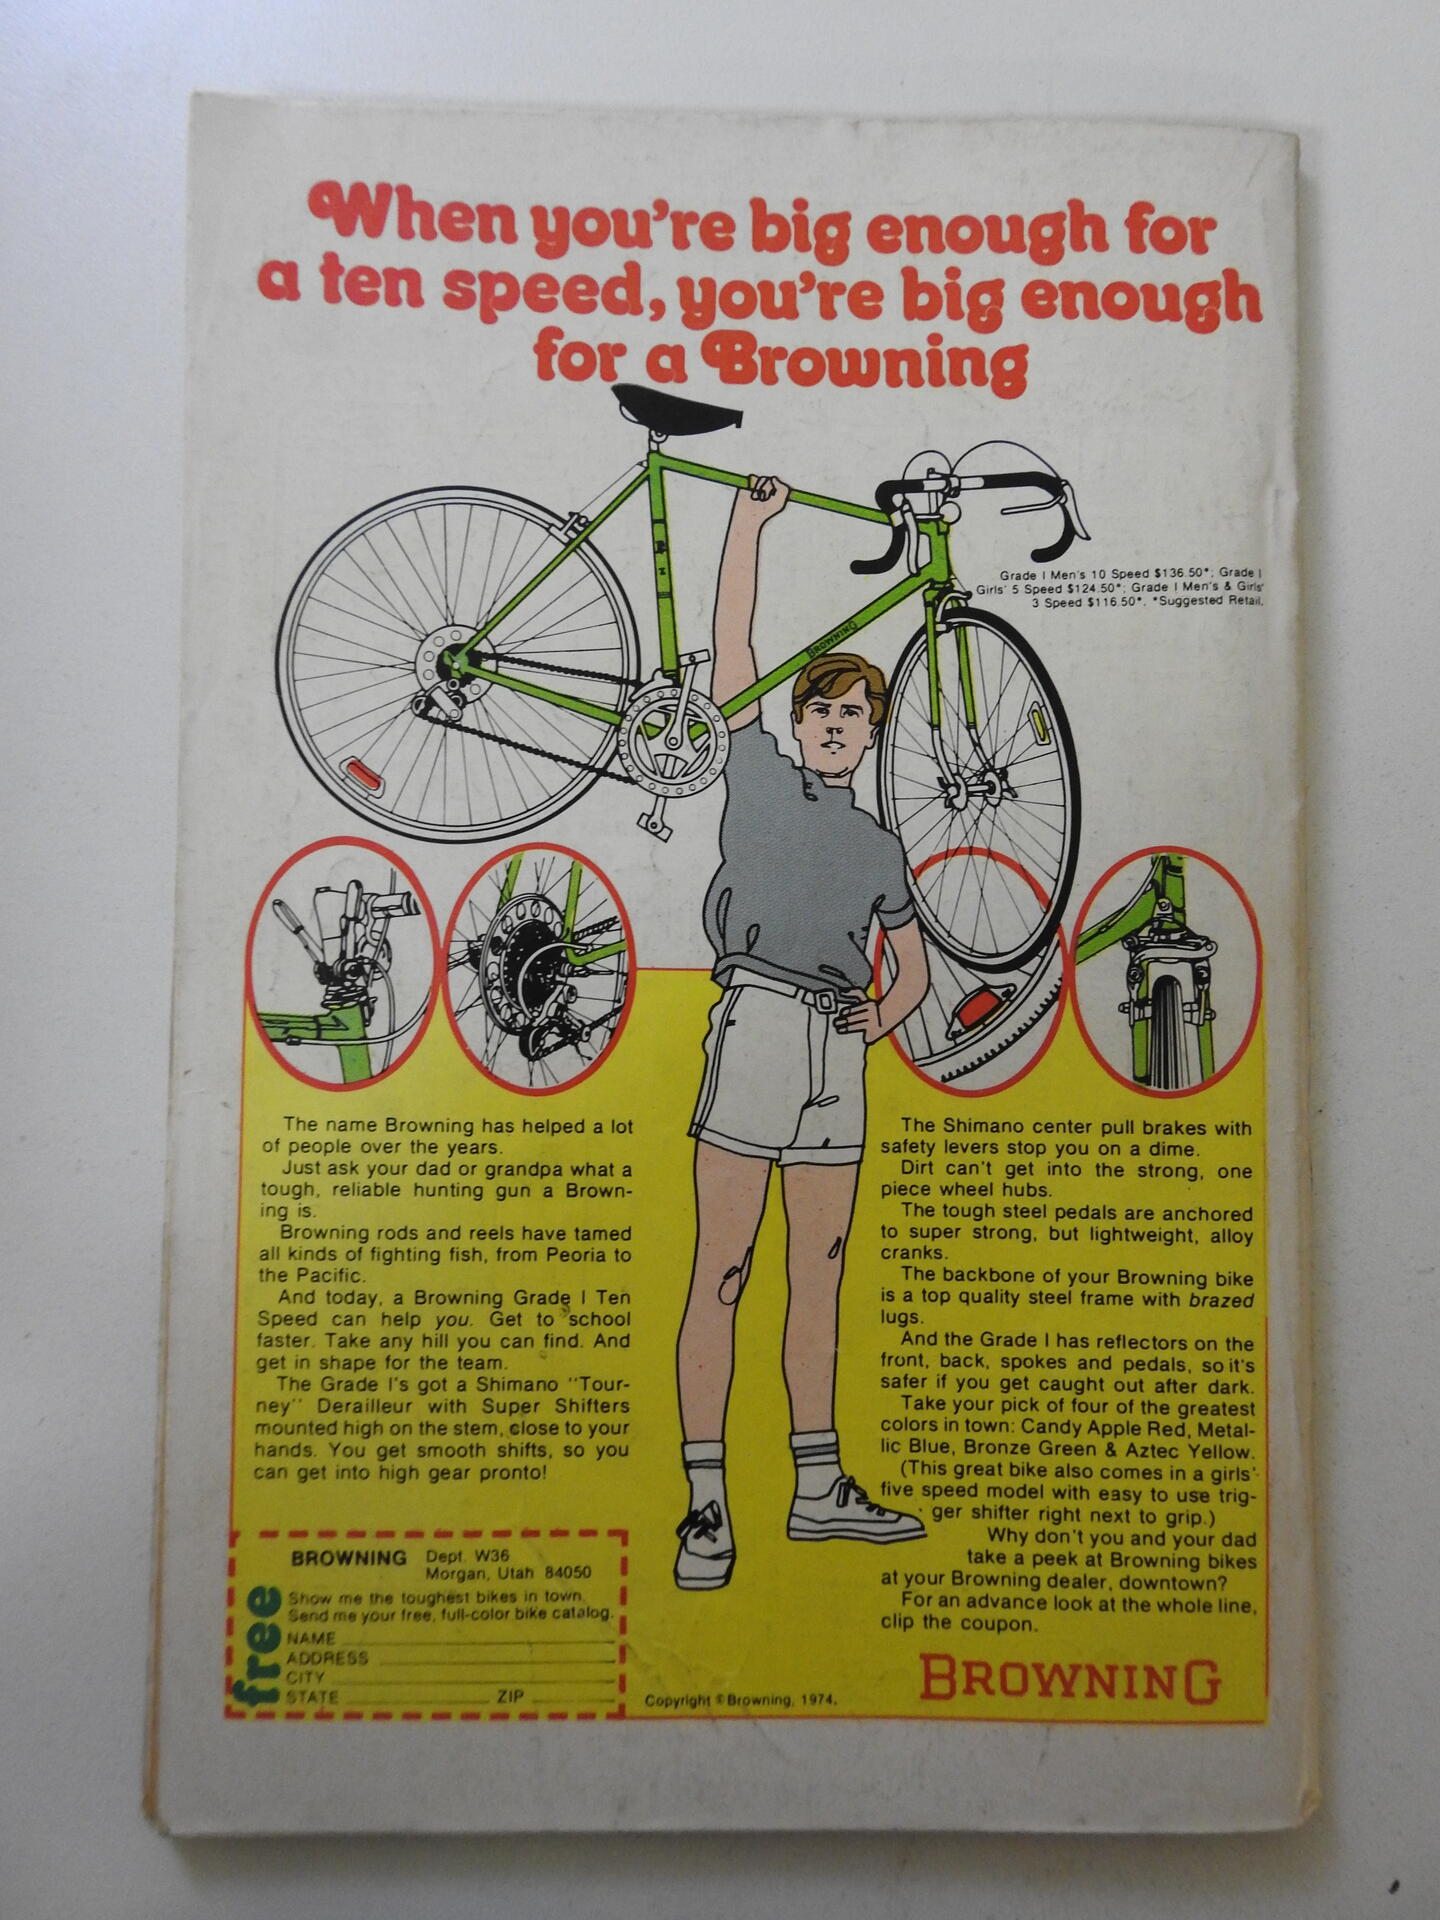 When you're big enough for
a ten speed, you're big enough
for a Browning
Grade I Men's 10 Speed $136.50*; Grade I
Girls' 5 Speed $124.50*; Grade I Men's & Girls'
3 Speed $116.50*. *Suggested Retail.
BROWNING
The name Browning has helped a lot
of people over the years.
Just ask your dad or grandpa what a
tough, reliable hunting gun a Brown-
ing is.
Browning rods and reels have tamed
all kinds of fighting fish, from Peoria to
the Pacific.
And today, a Browning Grade I Ten
Speed can help you. Get to school
faster. Take any hill you can find. And
get in shape for the team.
The Grade I's got a Shimano "Tour-
ney" Derailleur with Super Shifters
mounted high on the stem, close to your
hands. You get smooth shifts, so you
can get into high gear pronto!
The Shimano center pull brakes with
safety levers stop you on a dime.
Dirt can't get into the strong, one
piece wheel hubs.
The tough steel pedals are anchored
to super strong, but lightweight, alloy
cranks.
The backbone of your Browning bike
is a top quality steel frame with brazed
lugs.
And the Grade I has reflectors on the
front, back, spokes and pedals, so it's
safer if you get caught out after dark.
Take your pick of four of the greatest
colors in town: Candy Apple Red, Metal-
lic Blue, Bronze Green & Aztec Yellow.
(This great bike also comes in a girls'
five speed model with easy to use trig-
ger shifter right next to grip.)
Why don't you and your dad
take a peek at Browning bikes
at your Browning dealer, downtown?
For an advance look at the whole line,
clip the coupon.
BROWNING Dept. W36
Morgan, Utah 84050
free
Show me the toughest bikes in town.
Send me your free, full-color bike catalog.
NAME
ADDRESS
CITY
STATE ZIP
Copyright © Browning, 1974.
BROWNING